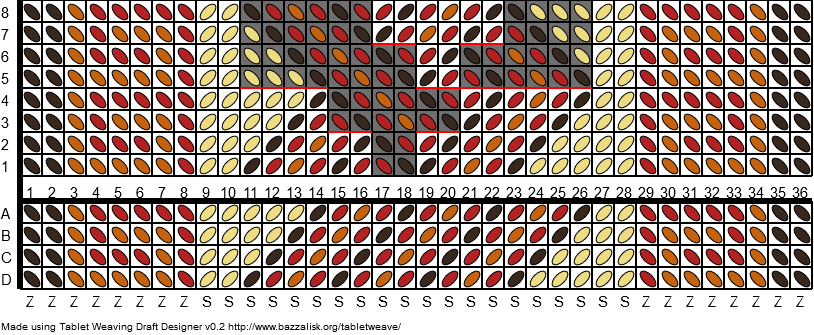 8
7
6
5
4
3
2
1
1 2 3 4 5 6 7 8 9 10 11 12 13 14 15 16 17 18 19 20 21 22 23 24 25 26 27 28 29 30 31 32 33 34 35 36
A
B
C
D
Z Z Z Z Z Z Z Z S S S S S S S S S S S S S S S S S S S S Z Z Z Z Z Z Z Z
Made using Tablet Weaving Draft Designer v0.2 http://www.bazzalisk.org/tabletweave/